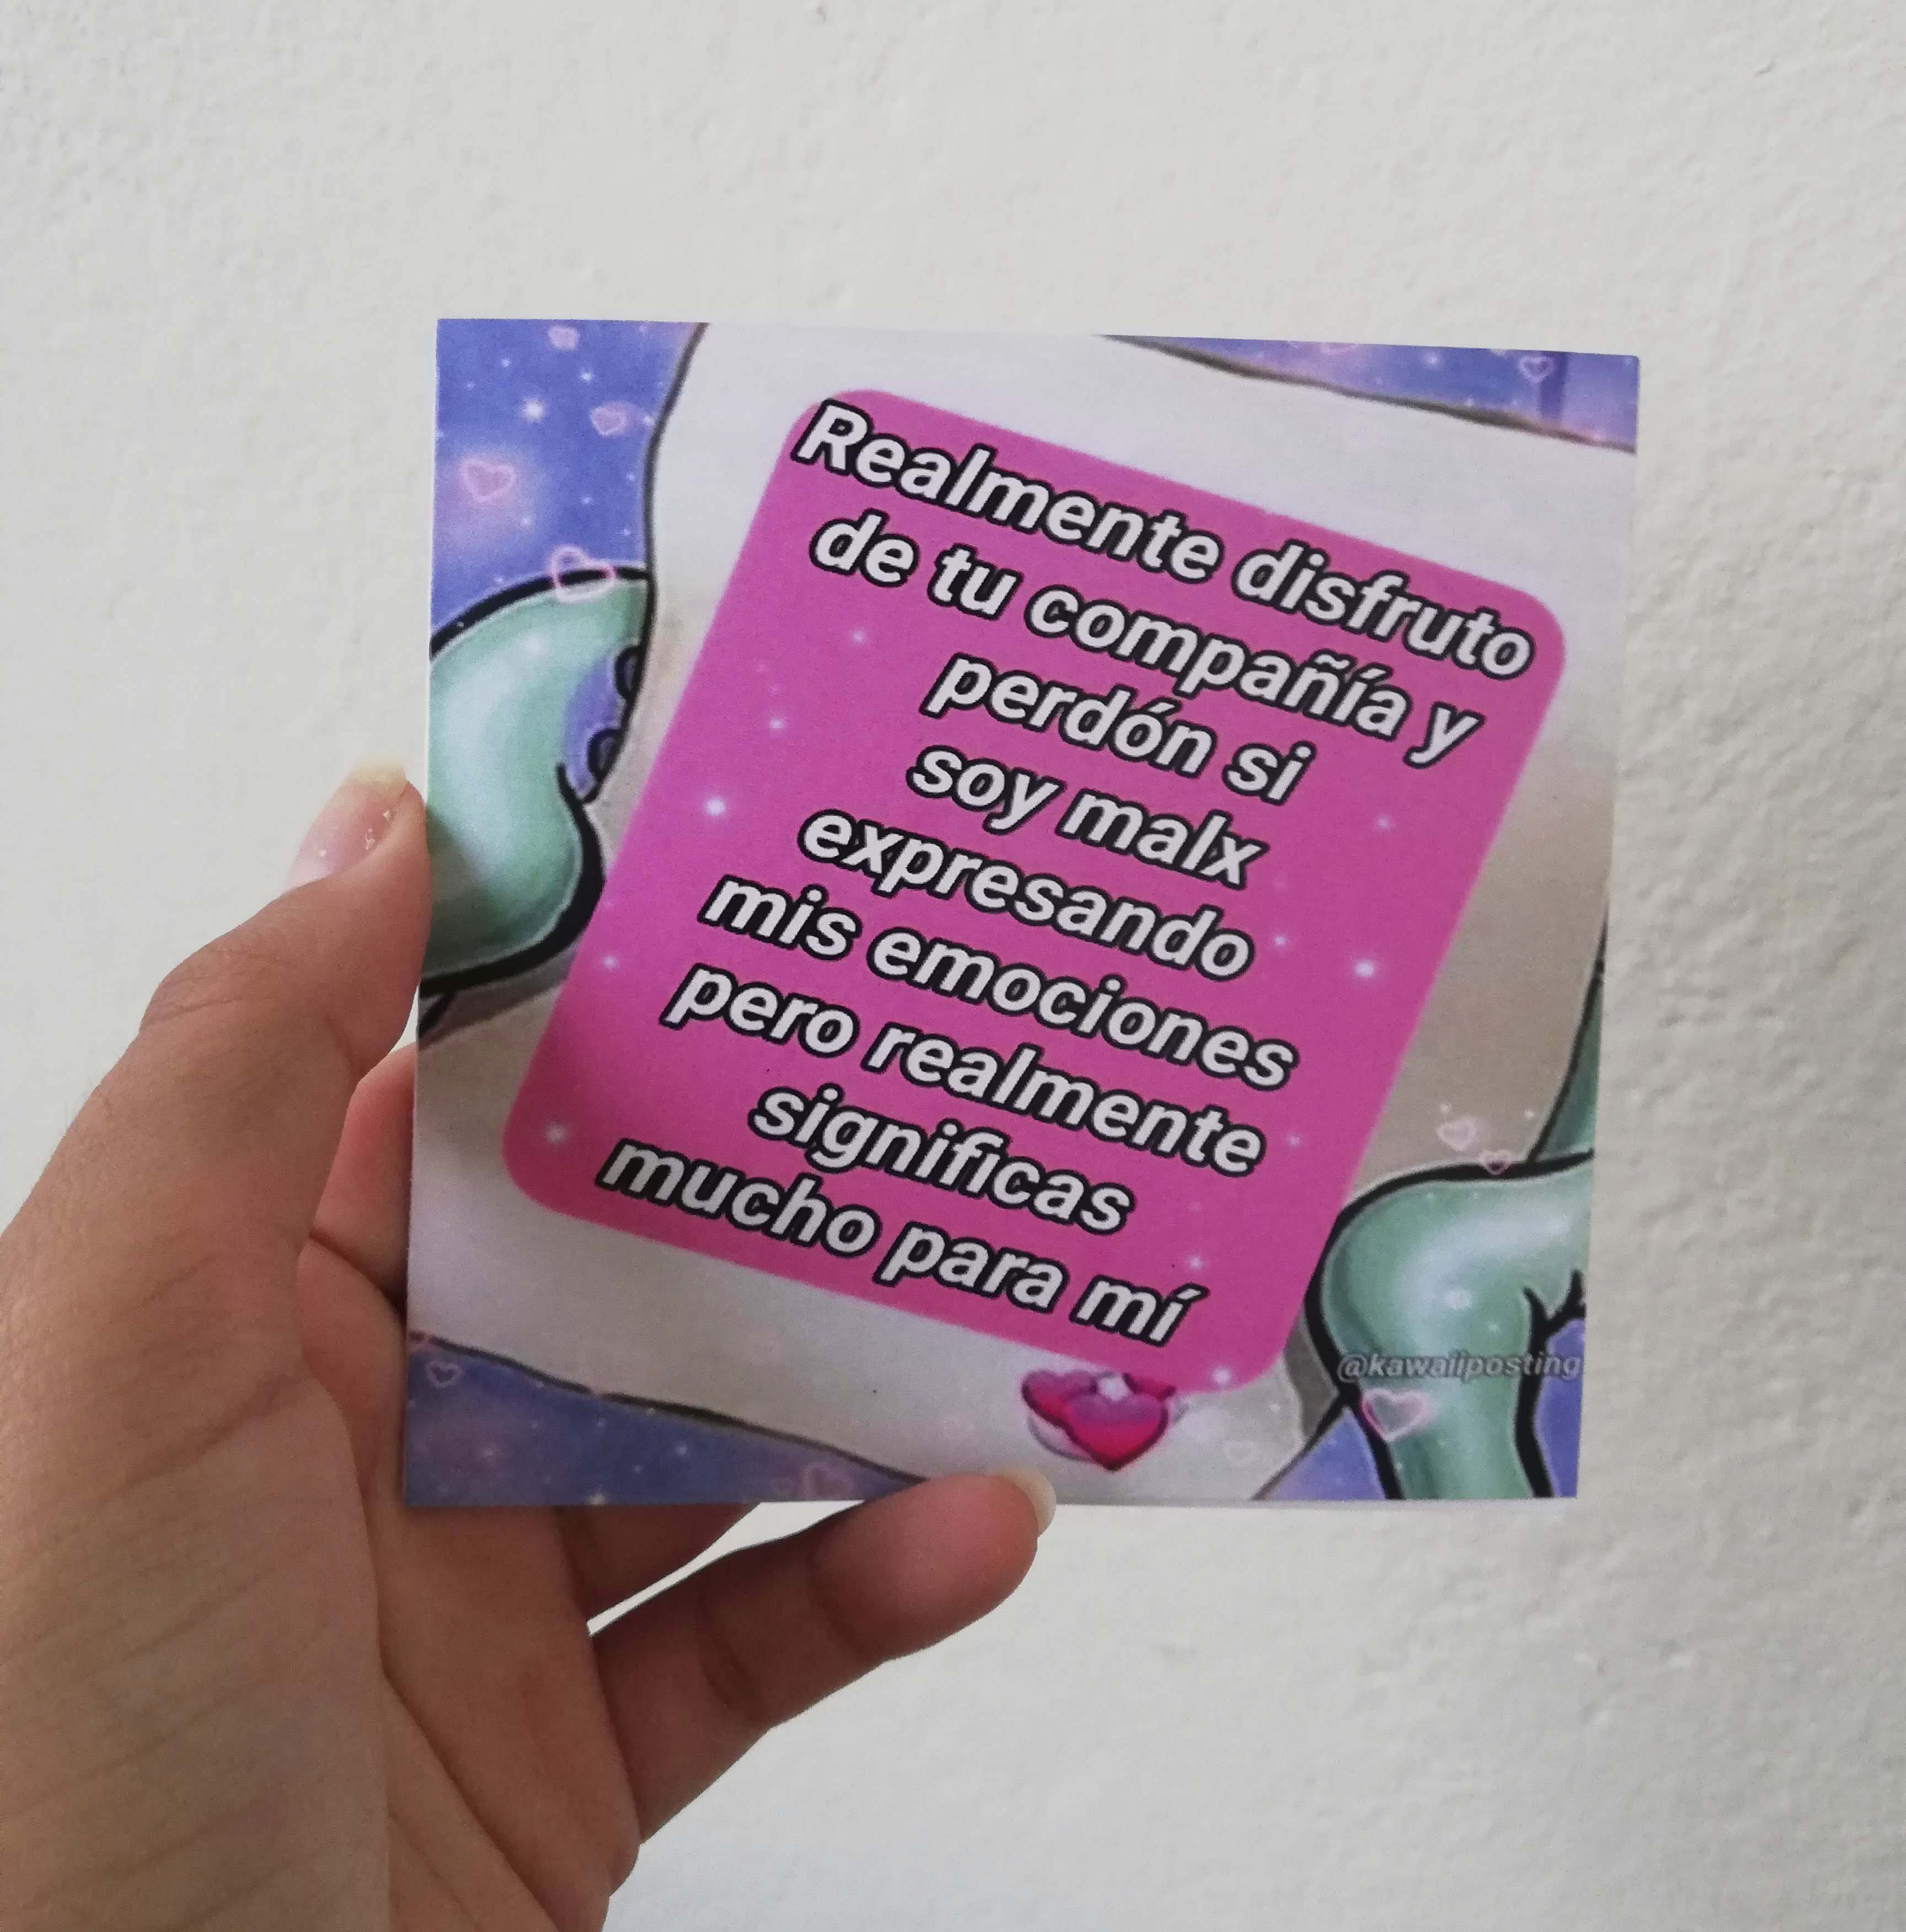 Realmente disfruto
de tu compañía y
perdón si
soy malx
expresando
mis emociones
pero realmente
significas
mucho para mí
@kawaiiposting